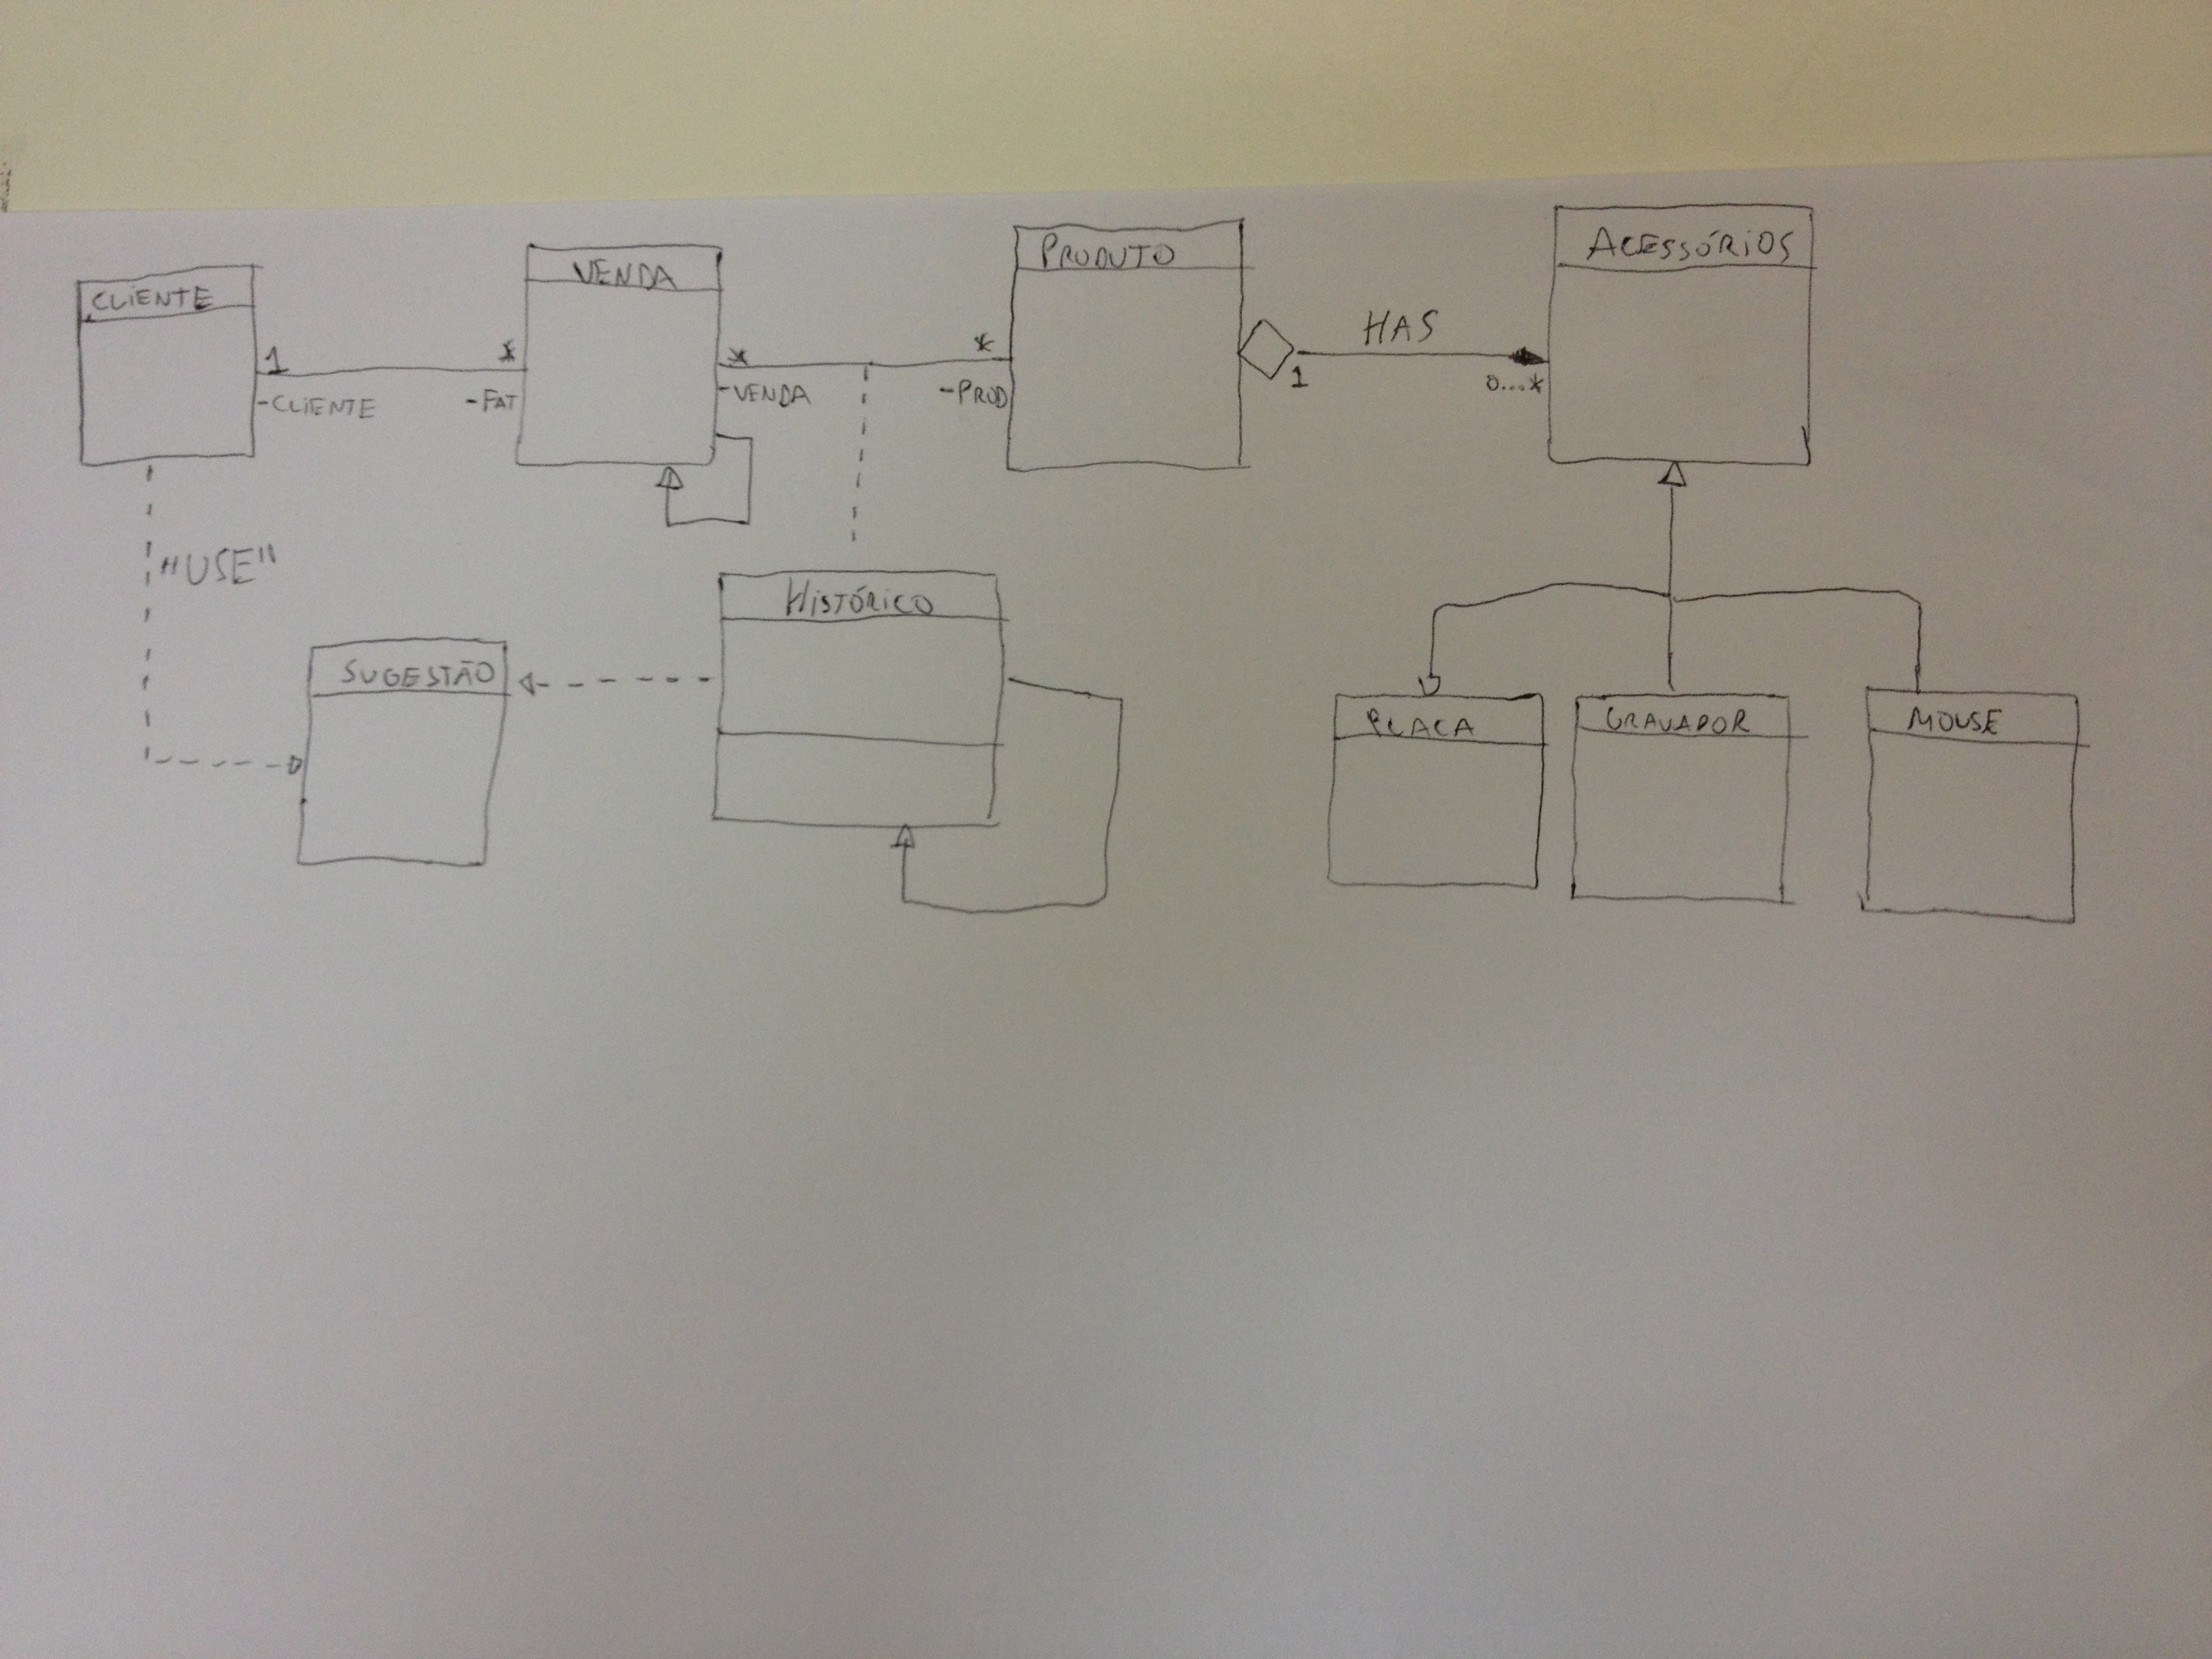 CLIENTE
VENDA
PRODUTO
ACESSÓRIOS
1
*
*
*
HAS
1
0...*
-CLIENTE
-FAT
-VENDA
-PROD
"USE"
HISTÓRICO
SUGESTÃO
PLACA
GRAVADOR
MOUSE